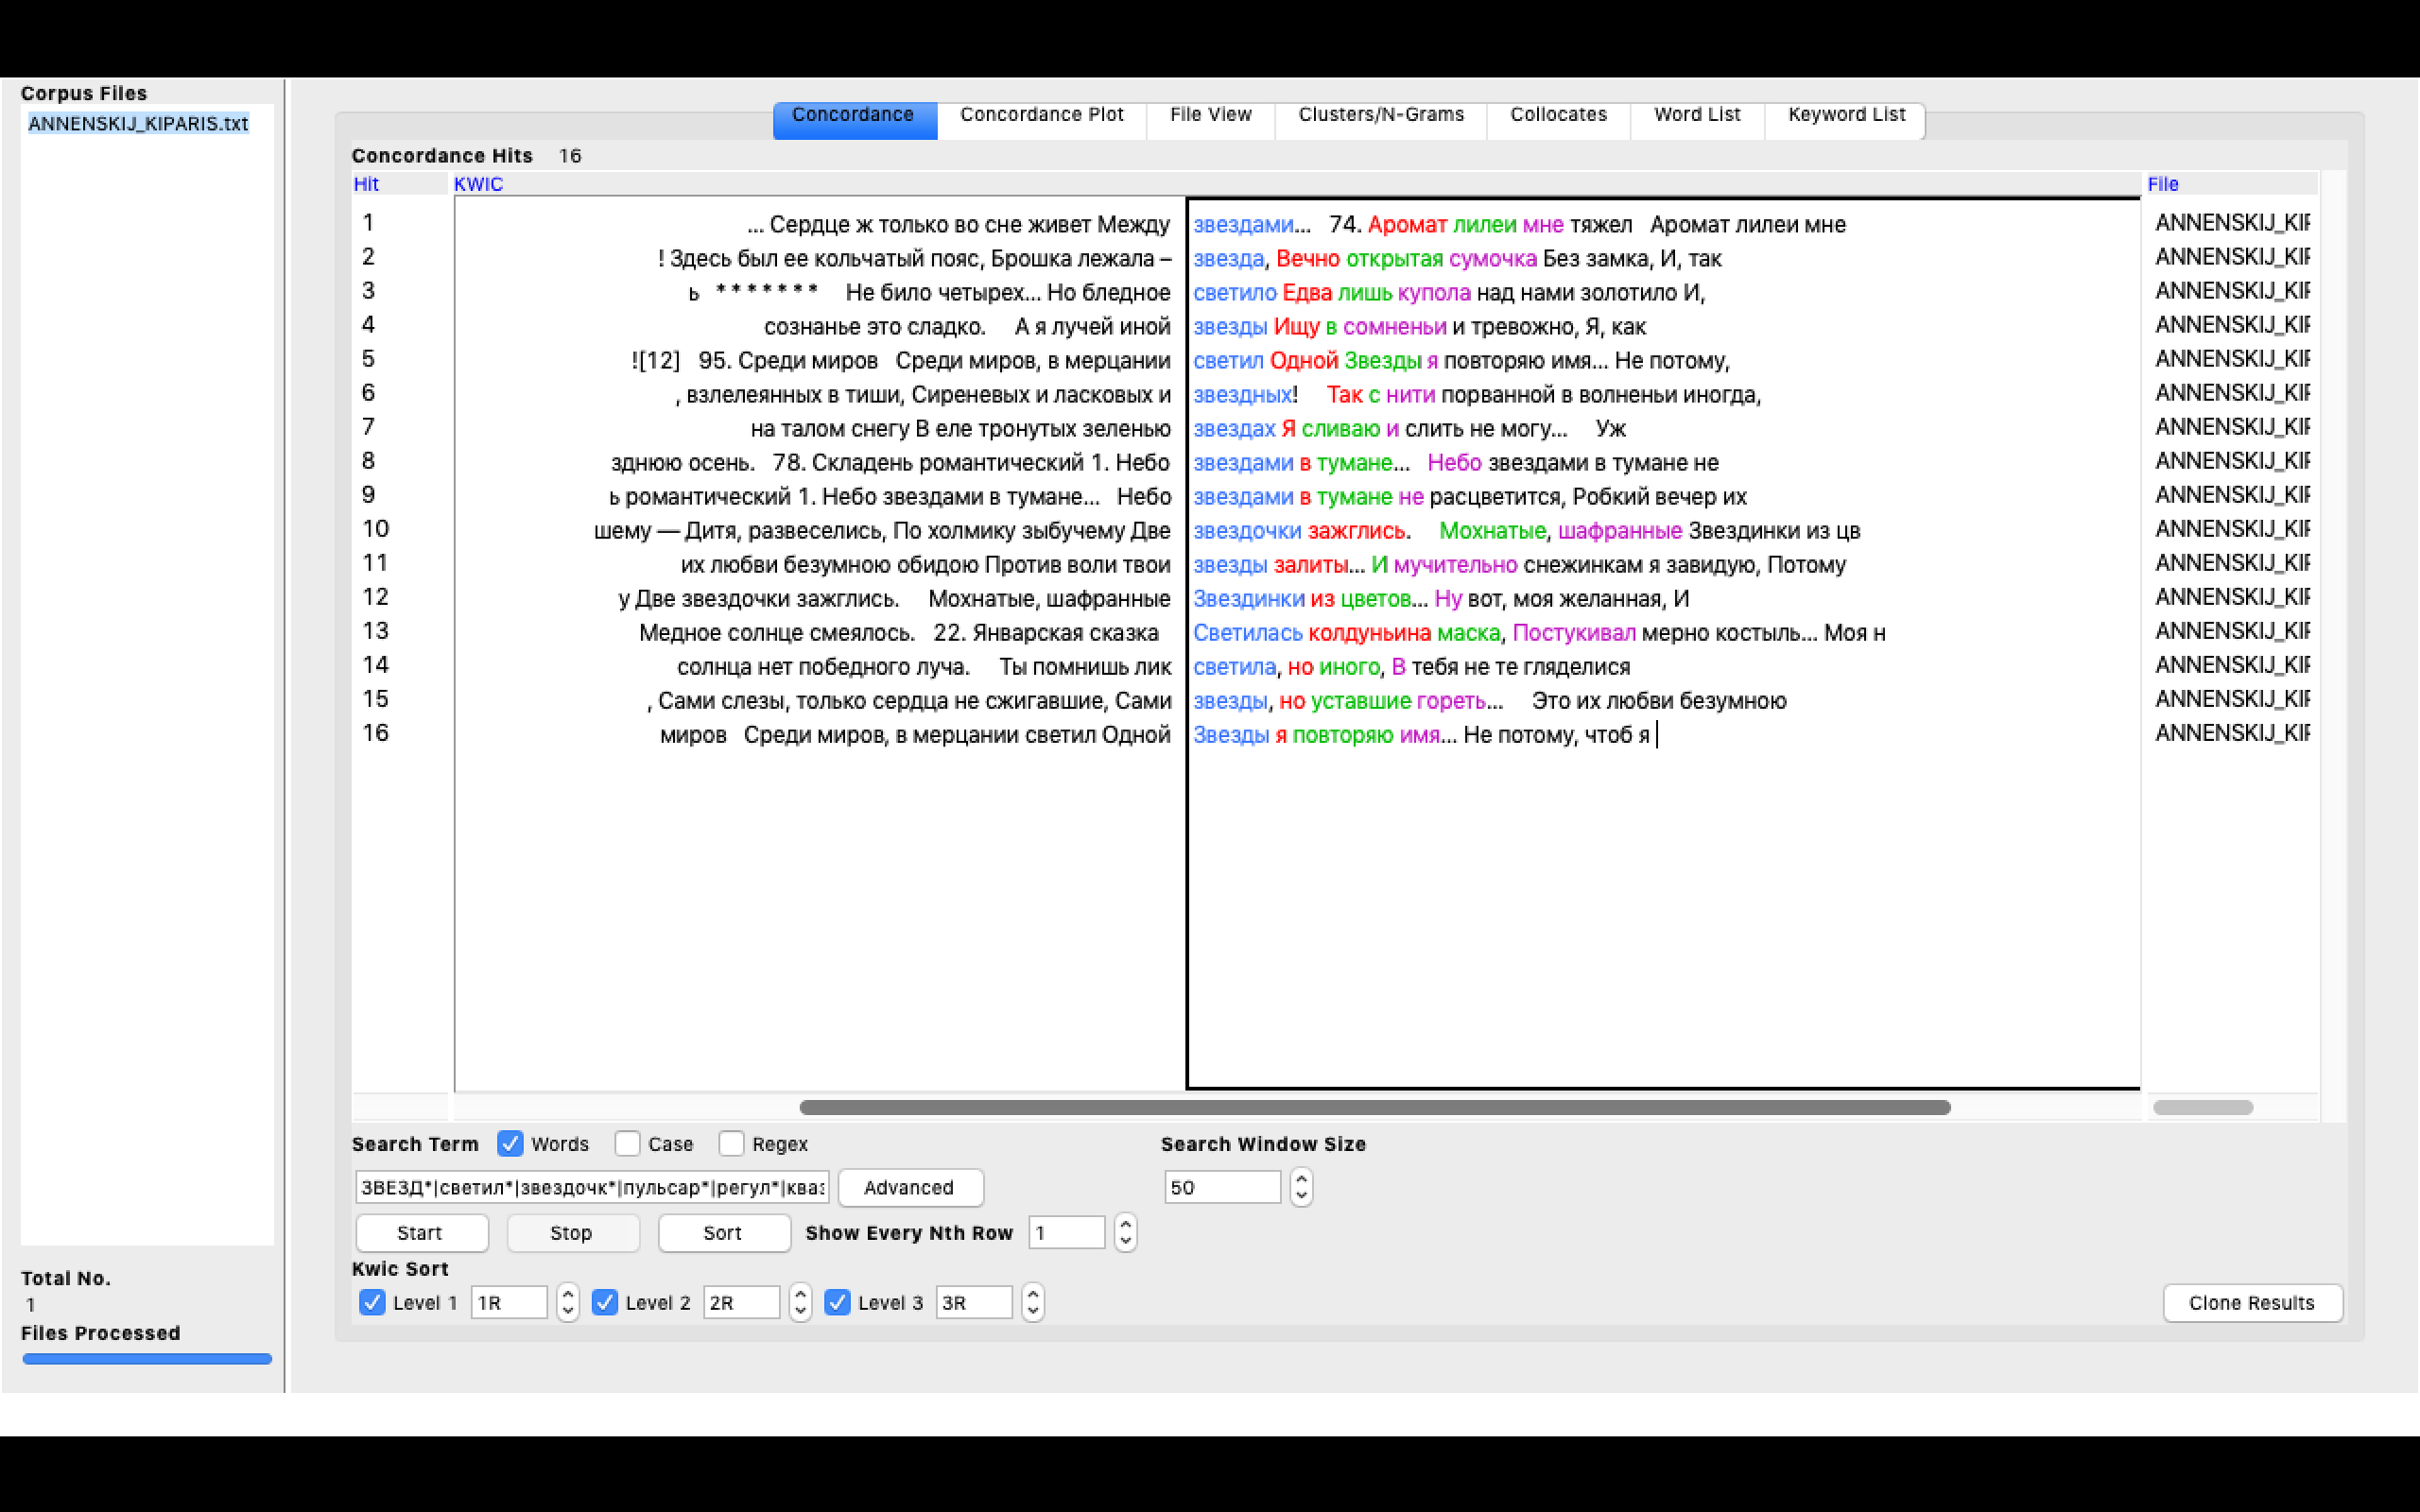 Corpus Files
ANNENSKIJ_KIPARIS.txt
Concordance Concordance Plot File View Clusters/N-Grams Collocates Word List Keyword List
Concordance Hits 16
Hit KWIC File
1 ... Сердце ж только во сне живет Между звездами... 74. Аромат лилеи мне тяжел Аромат лилеи мне ANNENSKIJ_KIF
2 ! Здесь был ее кольчатый пояс, Брошка лежала – звезда, Вечно открытая сумочка Без замка, И, так ANNENSKIJ_KIF
3 ь ******* Не било четырех... Но бледное светило Едва лишь купола над нами золотило И, ANNENSKIJ_KIF
4 сознанье это сладко. А я лучей иной звезды Ищу в сомненьи и тревожно, Я, как ANNENSKIJ_KIF
5 ![12] 95. Среди миров Среди миров, в мерцании светил Одной Звезды я повторяю имя... Не потому, ANNENSKIJ_KIF
6 , взлелеянных в тиши, Сиреневых и ласковых и звездных! Так с нити порванной в волненьи иногда, ANNENSKIJ_KIF
7 на талом снегу В еле тронутых зеленью звездах Я сливаю и слить не могу... Уж ANNENSKIJ_KIF
8 зднюю осень. 78. Складень романтический 1. Небо звездами в тумане... Небо звездами в тумане не ANNENSKIJ_KIF
9 ь романтический 1. Небо звездами в тумане... Небо звездами в тумане не расцветится, Робкий вечер их ANNENSKIJ_KIF
10 шему — Дитя, развеселись, По холмику зыбучему Две звездочки зажглись. Мохнатые, шафранные Звездинки из цв ANNENSKIJ_KIF
11 их любви безумною обидою Против воли твои звезды залиты... И мучительно снежинкам я завидую, Потому ANNENSKIJ_KIF
12 у Две звездочки зажглись. Мохнатые, шафранные Звездинки из цветов... Ну вот, моя желанная, И ANNENSKIJ_KIF
13 Медное солнце смеялось. 22. Январская сказка Светилась колдуньина маска, Постукивал мерно костыль... Моя н ANNENSKIJ_KIF
14 солнца нет победного луча. Ты помнишь лик светила, но иного, В тебя не те гляделися ANNENSKIJ_KIF
15 , Сами слезы, только сердца не сжигавшие, Сами звезды, но уставшие гореть... Это их любви безумною ANNENSKIJ_KIF
16 миров Среди миров, в мерцании светил Одной Звезды я повторяю имя... Не потому, чтоб я ANNENSKIJ_KIF
Search Term Words Case Regex Search Window Size
ЗВЕЗД*|светил*|звездочк*|пульсар*|регул*|кваз Advanced 50
Start Stop Sort Show Every Nth Row 1
Kwic Sort
Level 1 1R Level 2 2R Level 3 3R Clone Results
Total No.
1
Files Processed